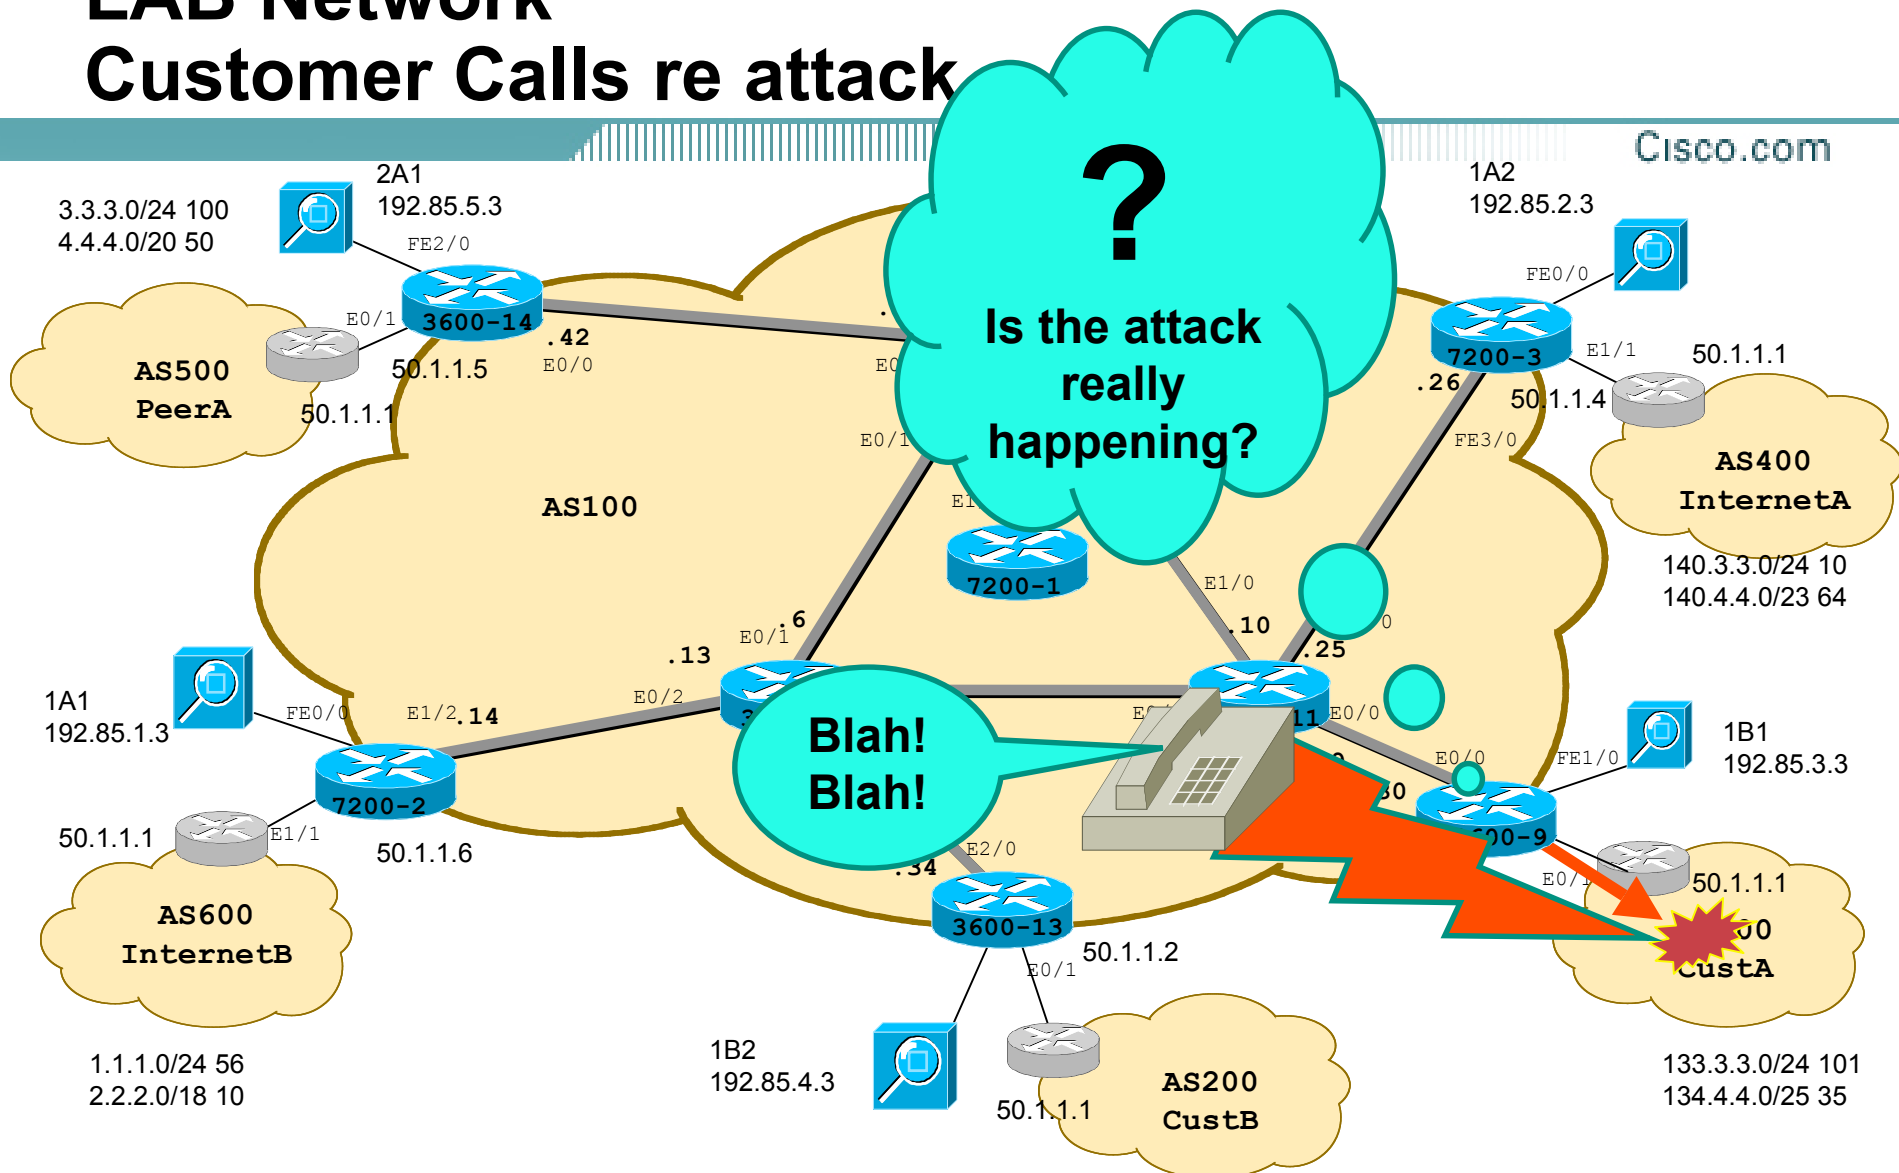 LAB Network
Customer Calls re attack
Cisco.com
2A1
192.85.5.3
3.3.3.0/24 100
4.4.4.0/20 50
FE2/0
E0/1
3600-14
.42
E0/0
50.1.1.5
AS500
PeerA
50.1.1.1
?
Is the attack
really
happening?
E0/1
1A2
192.85.2.3
FE0/0
7200-3
E1/1
50.1.1.1
.26
50.1.1.4
FE3/0
AS400
InternetA
140.3.3.0/24 10
140.4.4.0/23 64
AS100
7200-1
E1/0
.10
.25
.6
E0/1
.13
E0/2
1A1
192.85.1.3
FE0/0
E1/2
.14
7200-2
50.1.1.1
E1/1
50.1.1.6
AS600
InternetB
1.1.1.0/24 56
2.2.2.0/18 10
Blah!
Blah!
E0/0
E0/0
FE1/0
1B1
192.85.3.3
E0/1
50.1.1.1
CustA
133.3.3.0/24 101
134.4.4.0/25 35
E2/0
.34
3600-13
50.1.1.2
E0/1
1B2
192.85.4.3
50.1.1.1
AS200
CustB